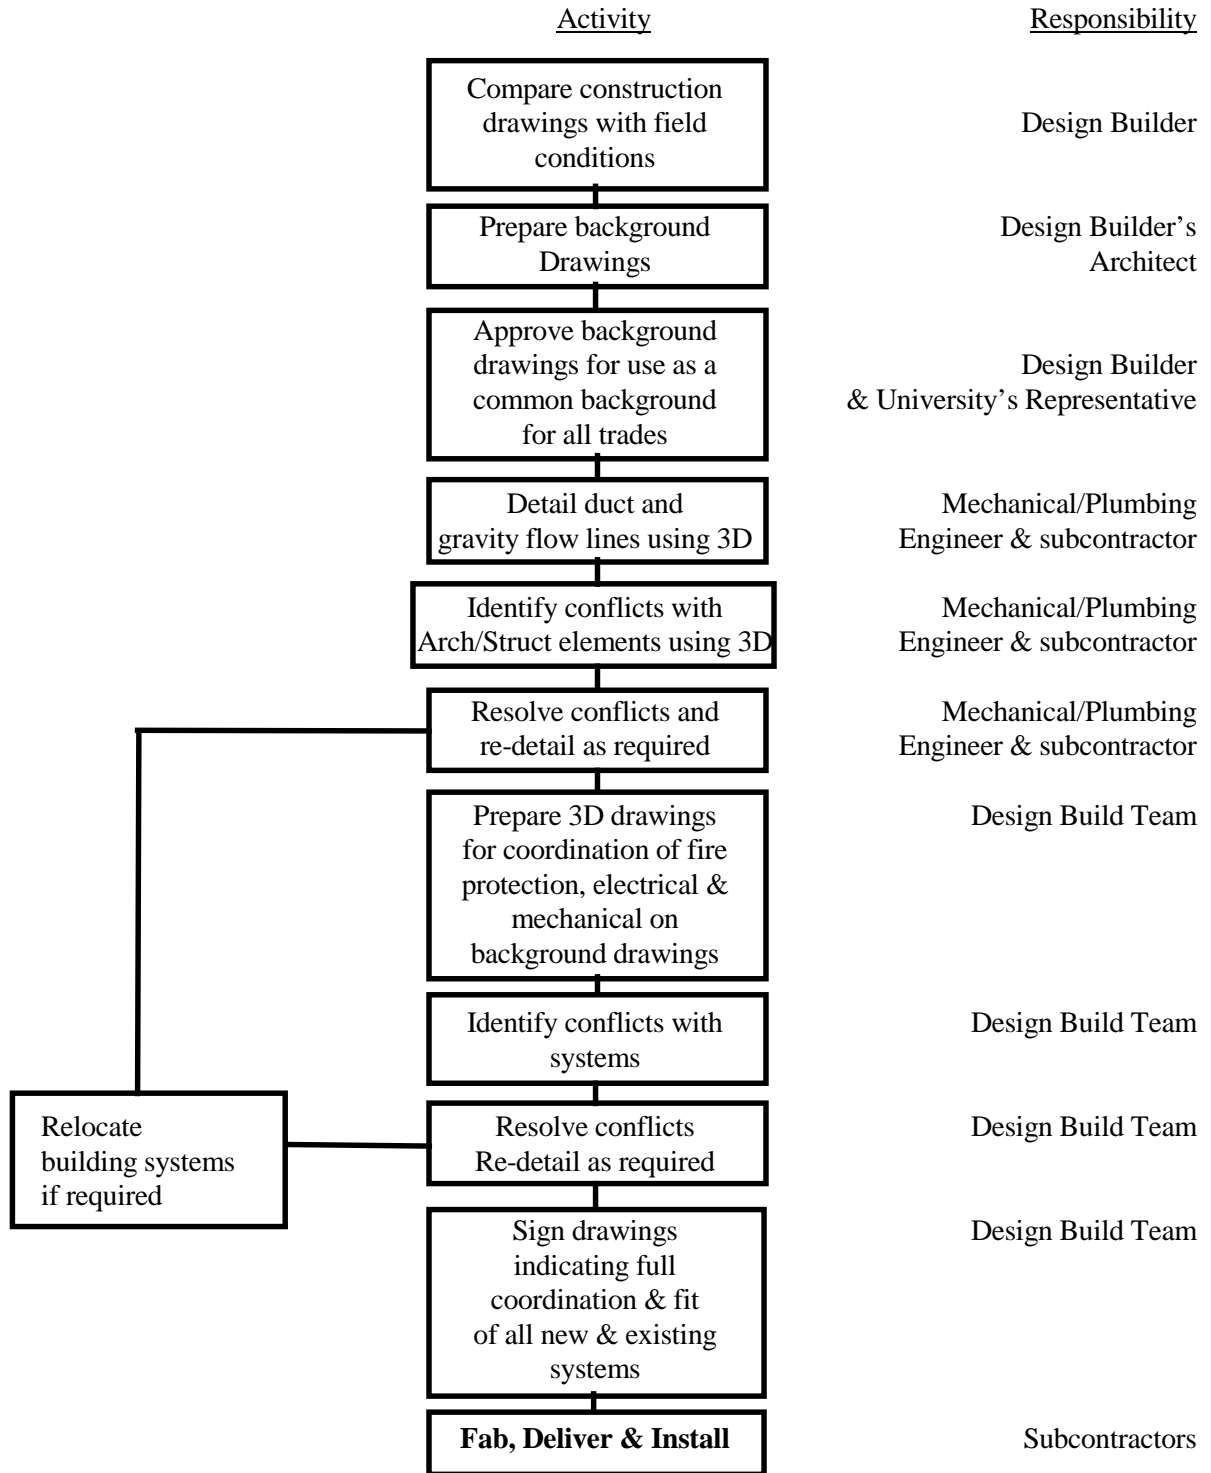 Activity
Responsibility
Compare construction
drawings with field
conditions
Design Builder
Prepare background
Drawings
Design Builder’s
Architect
Approve background
drawings for use as a
common background
for all trades
Design Builder
& University’s Representative
Detail duct and
gravity flow lines using 3D
Mechanical/Plumbing
Engineer & subcontractor
Identify conflicts with
Arch/Struct elements using 3D
Mechanical/Plumbing
Engineer & subcontractor
Resolve conflicts and
re-detail as required
Mechanical/Plumbing
Engineer & subcontractor
Prepare 3D drawings
for coordination of fire
protection, electrical &
mechanical on
background drawings
Design Build Team
Identify conflicts with
systems
Design Build Team
Relocate
building systems
if required
Resolve conflicts
Re-detail as required
Design Build Team
Sign drawings
indicating full
coordination & fit
of all new & existing
systems
Design Build Team
Fab, Deliver & Install
Subcontractors